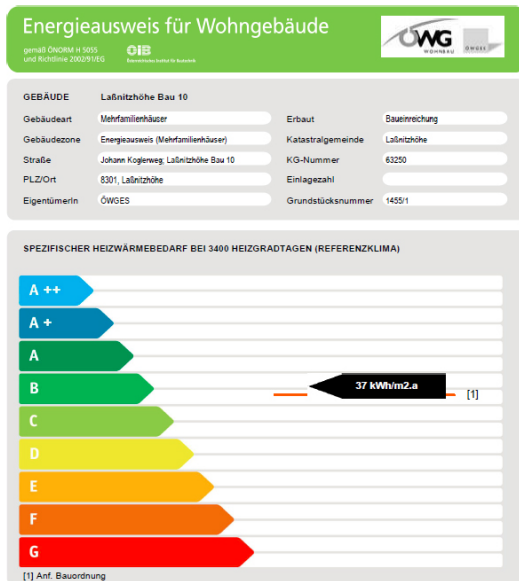 Energieausweis für Wohngebäude
gemäß ÖNORM H 5055
und Richtlinie 2002/91/EG
OIB
Österreichisches Institut für Bautechnik
ÖWG
WOHNBAU
ÖWGES
GEBÄUDE Laßnitzhöhe Bau 10
Gebäudeart Mehrfamilienhäuser Erbaut Baueinreichung
Gebäudezone Energieausweis (Mehrfamilienhäuser) Katastralgemeinde Laßnitzhöhe
Straße Johann Koglerweg; Laßnitzhöhe Bau 10 KG-Nummer 63250
PLZ/Ort 8301, Laßnitzhöhe Einlagezahl
EigentümerIn ÖWGES Grundstücksnummer 1455/1
SPEZIFISCHER HEIZWÄRMEBEDARF BEI 3400 HEIZGRADTAGEN (REFERENZKLIMA)
A ++
A +
A
B 37 kWh/m2.a [1]
C
D
E
F
G
[1] Anf. Bauordnung